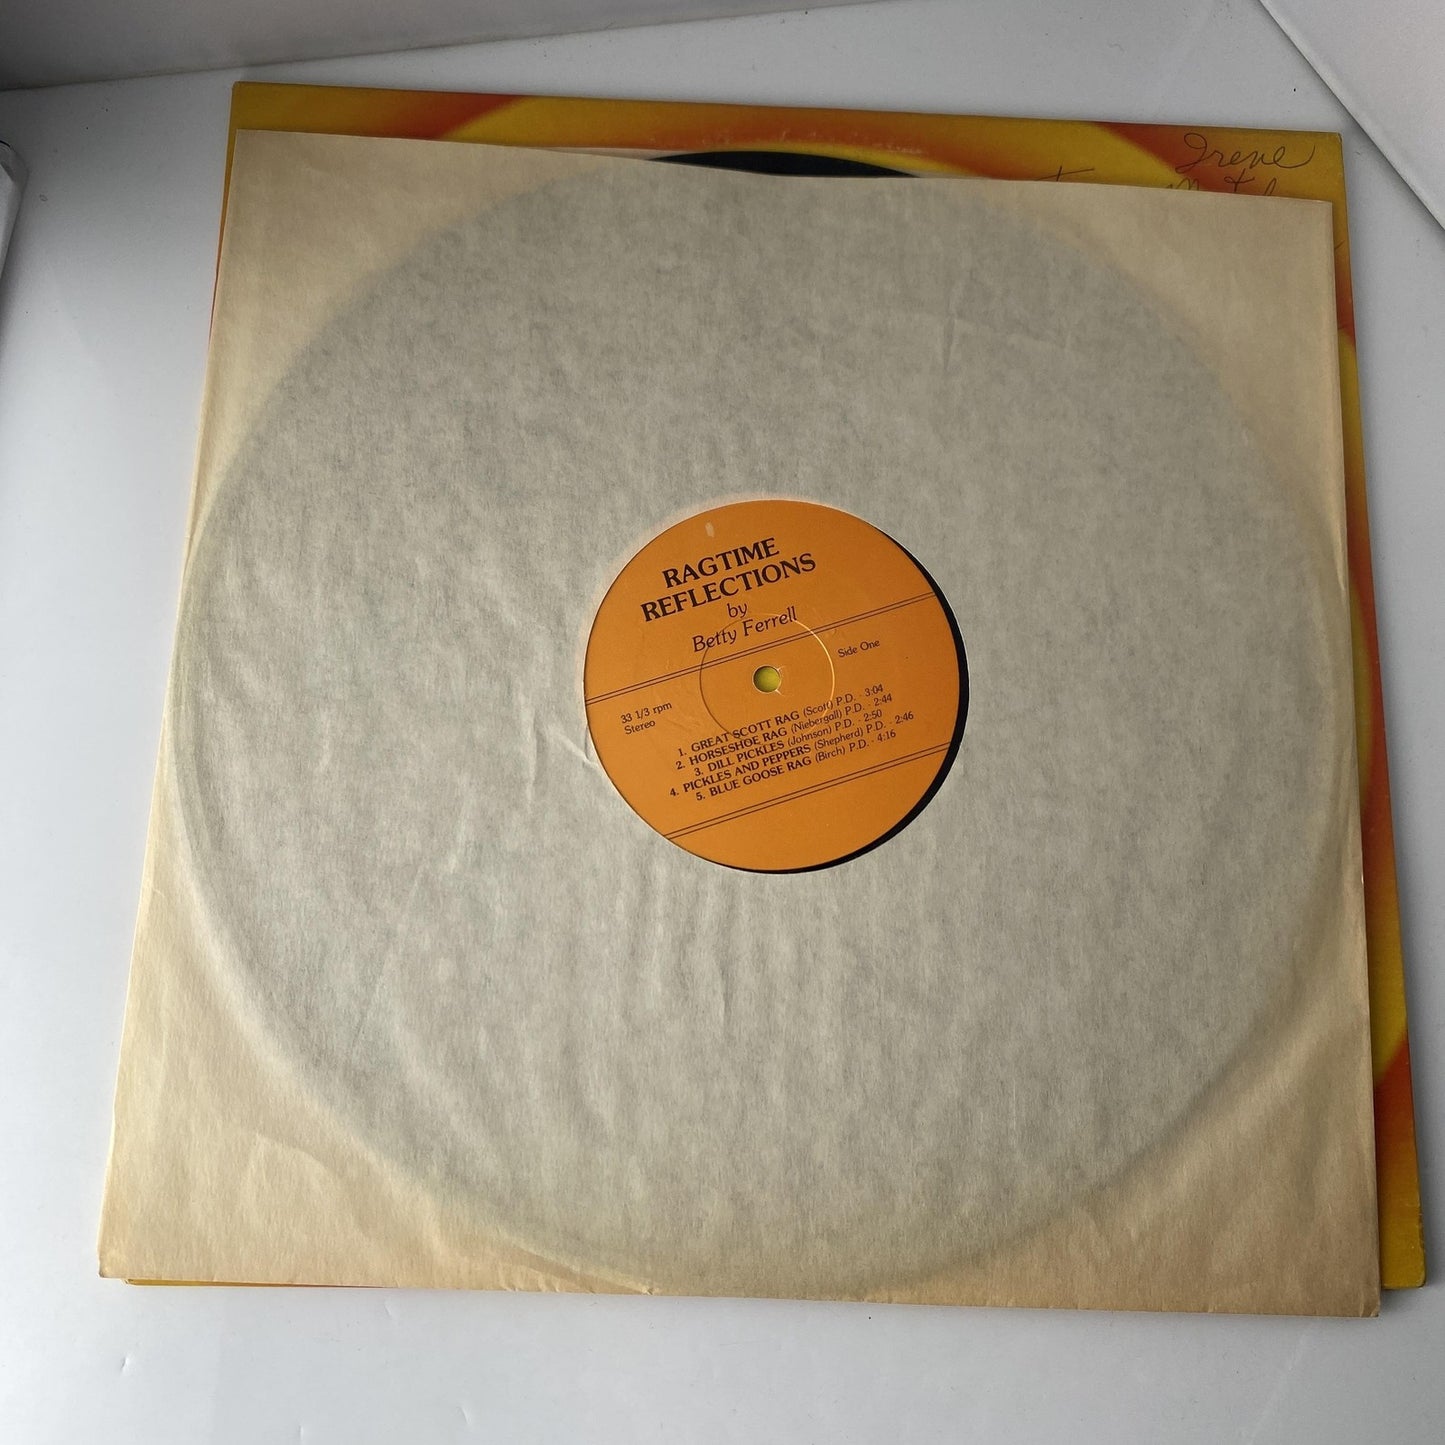 Irene
RAGTIME
REFLECTIONS
by
Betty Ferrell
Side One
33 1/3 rpm
Stereo
1. GREAT SCOTT RAG (Scott) P.D. · 3:04
2. HORSESHOE RAG (Niebergall) P.D. · 2:44
3. DILL PICKLES (Johnson) P.D. · 2:50
4. PICKLES AND PEPPERS (Shepherd) P.D. · 2:46
5. BLUE GOOSE RAG (Birch) P.D. · 4:16